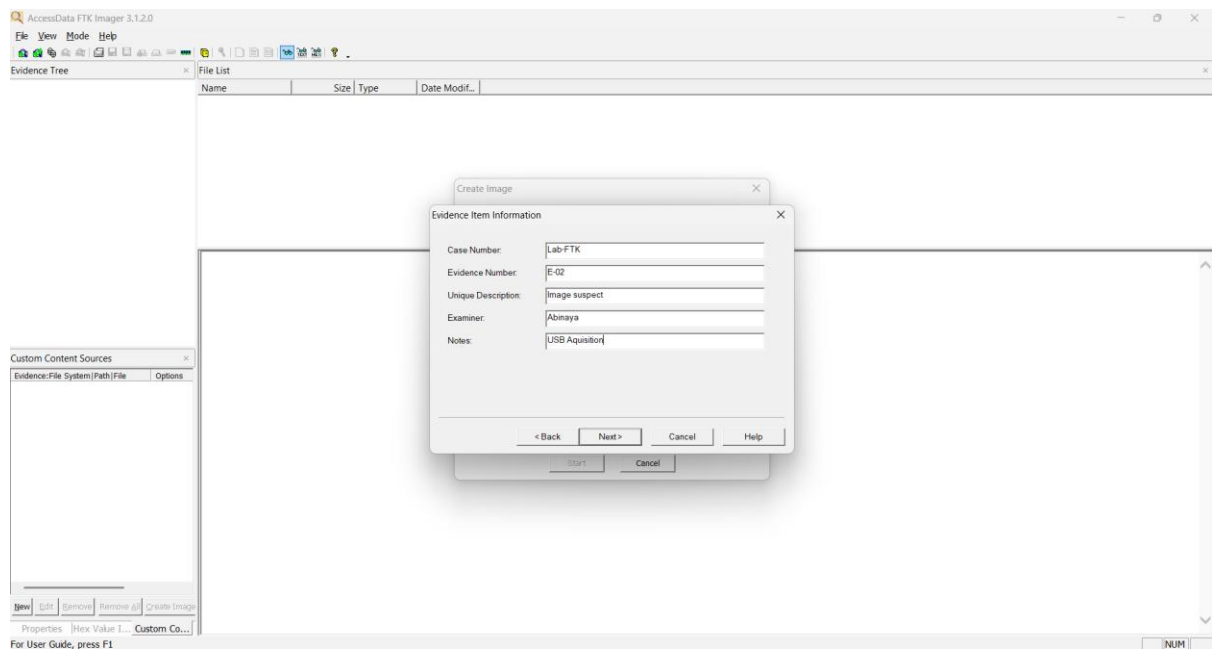 AccessData FTK Imager 3.1.2.0
File View Mode Help
Evidence Tree
File List
Name Size Type Date Modif...
Create Image
Evidence Item Information
Case Number: Lab-FTK
Evidence Number: E-02
Unique Description: Image suspect
Examiner: Abinaya
Notes: USB Aquisition
< Back Next > Cancel Help
Start Cancel
Custom Content Sources
Evidence:File System|Path|File Options
New Edit Remove Remove All Create Image
Properties Hex Value I... Custom Co...
For User Guide, press F1
NUM